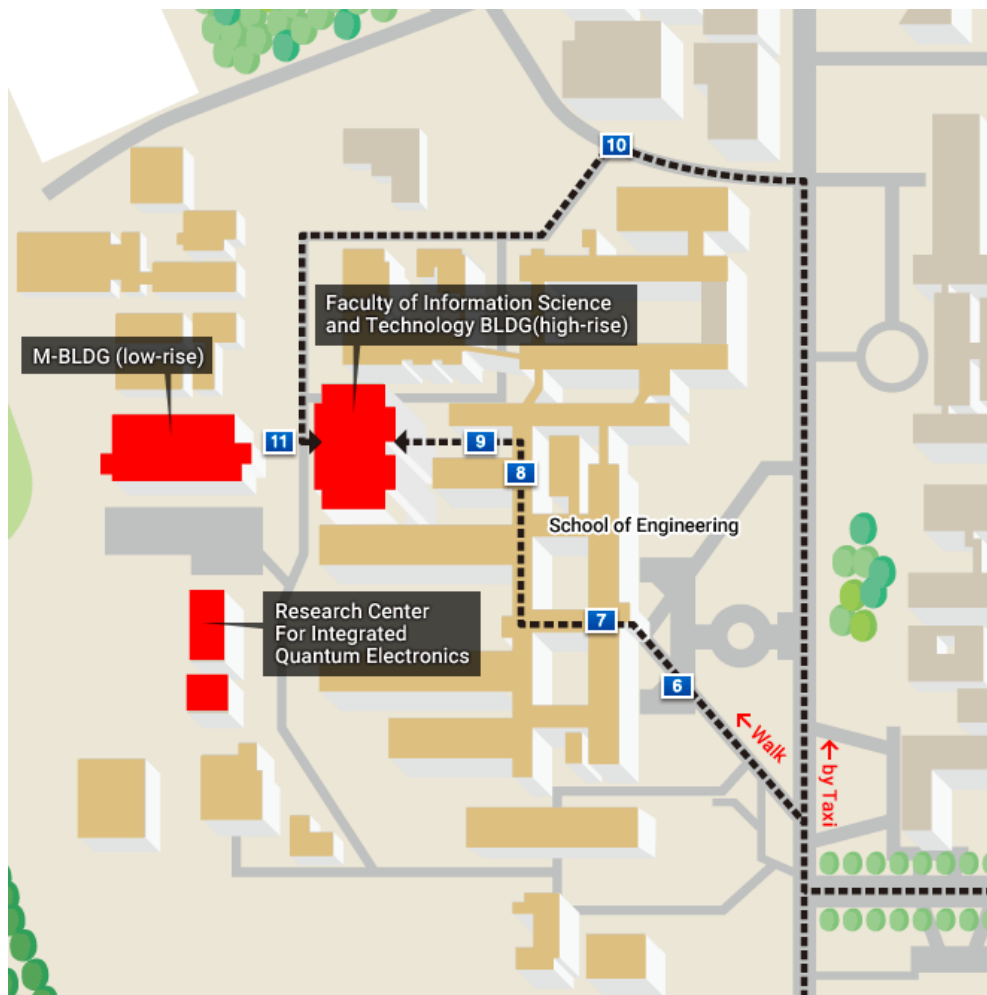 10
Faculty of Information Science
and Technology BLDG(high-rise)
M-BLDG (low-rise)
11
9
8
School of Engineering
Research Center
For Integrated
Quantum Electronics
7
6
←Walk
←by Taxi